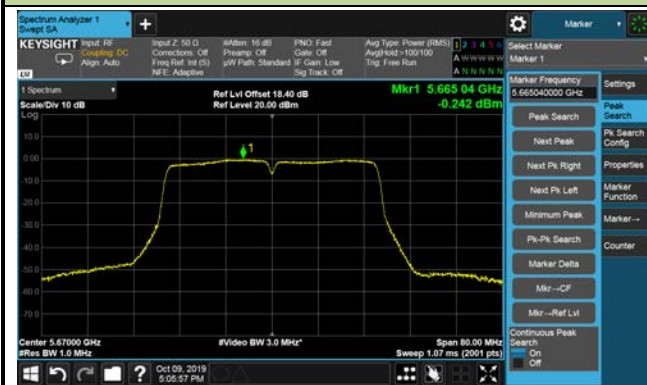 Spectrum Analyzer 1
Swept SA
+
Marker
KEYSIGHT
Input: RF
Coupling: DC
Align: Auto
Input Z: 50 Ω
Corrections: Off
Freq Ref: Int (S)
NFE: Adaptive
#Atten: 16 dB
Preamp: Off
µW Path: Standard
PNO: Fast
Gate: Off
IF Gain: Low
Sig Track: Off
Avg Type: Power (RMS)
Avg|Hold:>100/100
Trig: Free Run
1 2 3 4 5 6
A W W W W W
A N N N N N
Select Marker
Marker 1
LXI
1 Spectrum
Scale/Div 10 dB
Log
Ref Lvl Offset 18.40 dB
Ref Level 20.00 dBm
Mkr1 5.665 04 GHz
-0.242 dBm
10.0
0.00
-10.0
-20.0
-30.0
-40.0
-50.0
-60.0
-70.0
1
Center 5.67000 GHz
#Res BW 1.0 MHz
#Video BW 3.0 MHz*
Span 80.00 MHz
Sweep 1.07 ms (2001 pts)
Marker Frequency
5.665040000 GHz
Peak Search
Next Peak
Next Pk Right
Next Pk Left
Minimum Peak
Pk-Pk Search
Marker Delta
Mkr→CF
Mkr→Ref Lvl
Continuous Peak
Search
On
Off
Settings
Peak
Search
Pk Search
Config
Properties
Marker
Function
Marker→
Counter
?
Oct 09, 2019
5:05:57 PM